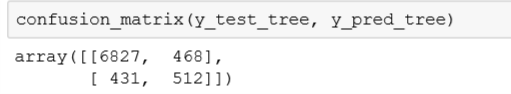 confusion_matrix(y_test_tree, y_pred_tree)
array([[6827, 468],
[ 431, 512]])